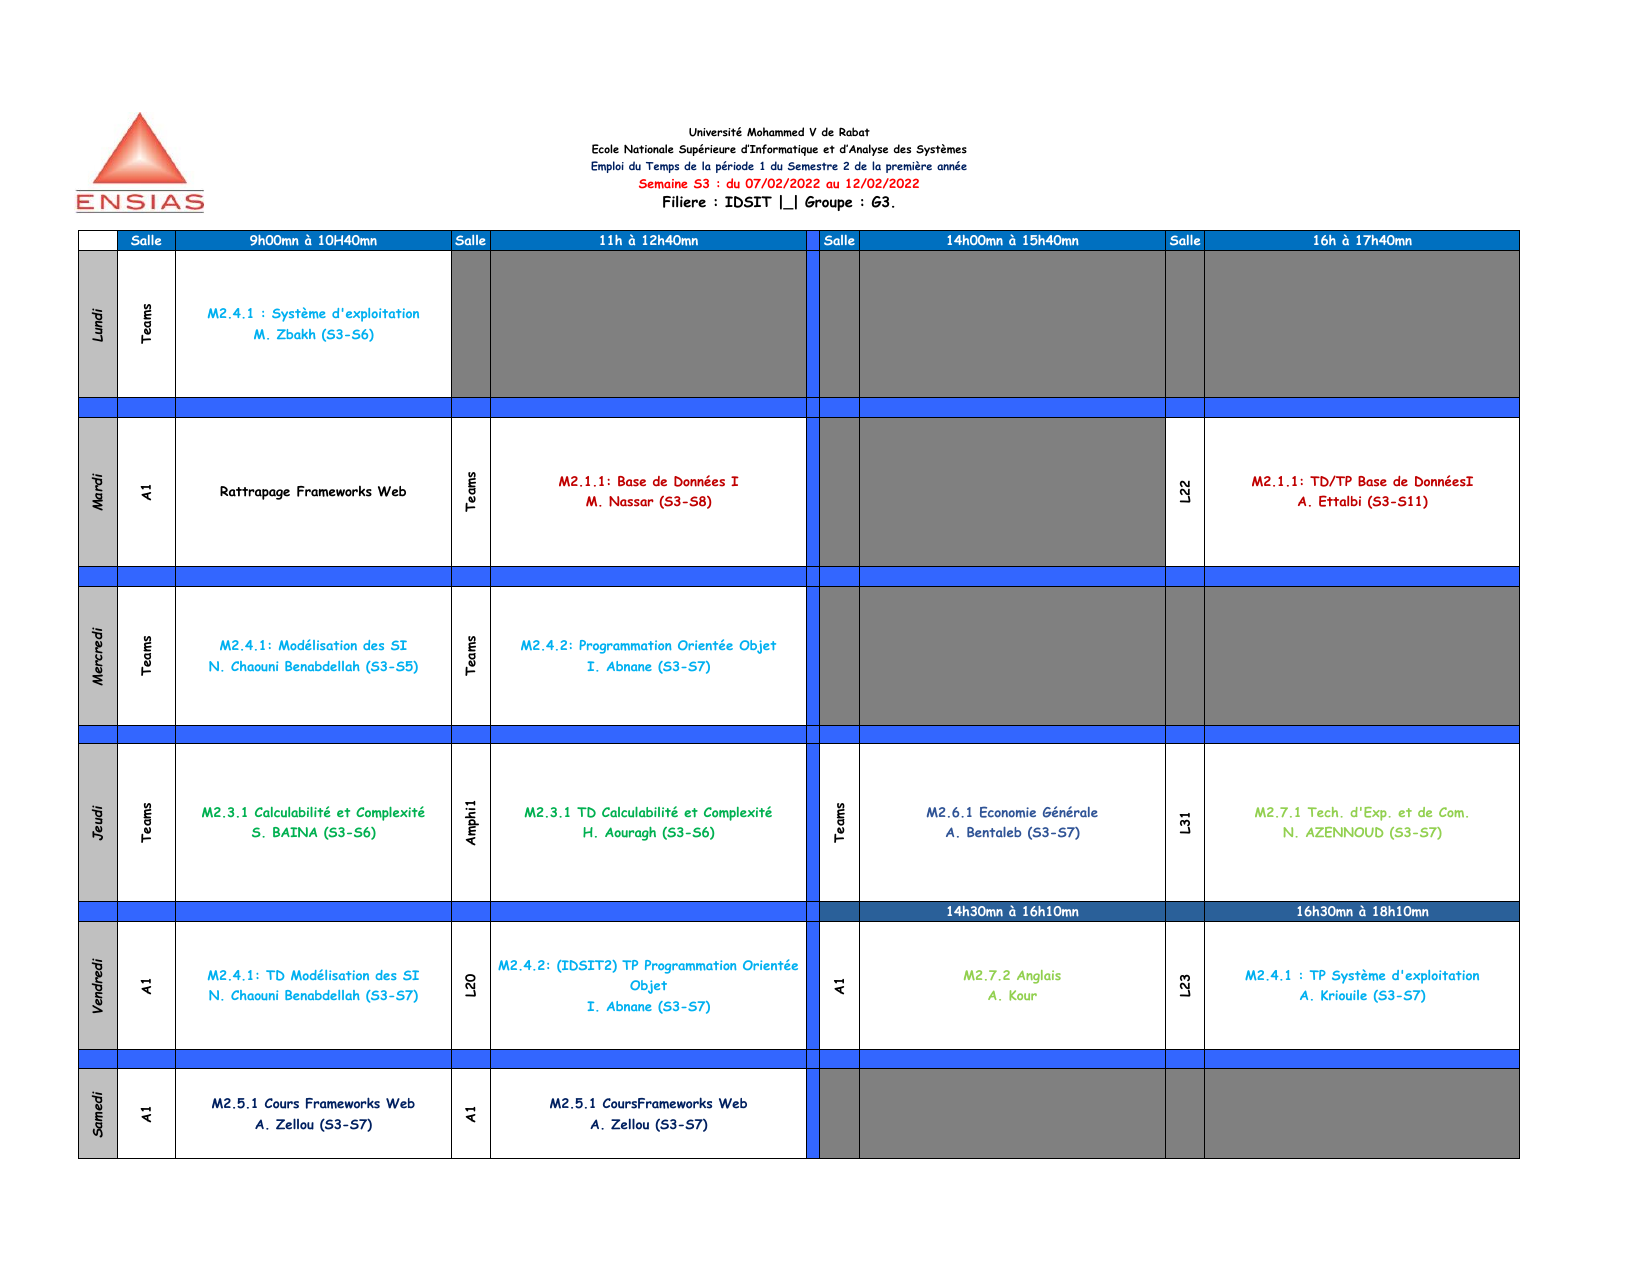 ENSIAS
Université Mohammed V de Rabat
Ecole Nationale Supérieure d'Informatique et d'Analyse des Systèmes
Emploi du Temps de la période 1 du Semestre 2 de la première année
Semaine S3 : du 07/02/2022 au 12/02/2022
Filiere : IDSIT |_| Groupe : G3.
Salle 9h00mn à 10H40mn Salle 11h à 12h40mn Salle 14h00mn à 15h40mn Salle 16h à 17h40mn
Lundi
Teams
M2.4.1 : Système d'exploitation
M. Zbakh (S3-S6)
Mardi
A1
Rattrapage Frameworks Web
Teams
M2.1.1: Base de Données I
M. Nassar (S3-S8)
L22
M2.1.1: TD/TP Base de DonnéesI
A. Ettalbi (S3-S11)
Mercredi
Teams
M2.4.1: Modélisation des SI
N. Chaouni Benabdellah (S3-S5)
Teams
M2.4.2: Programmation Orientée Objet
I. Abnane (S3-S7)
Jeudi
Teams
M2.3.1 Calculabilité et Complexité
S. BAINA (S3-S6)
Amphi1
M2.3.1 TD Calculabilité et Complexité
H. Aouragh (S3-S6)
Teams
M2.6.1 Economie Générale
A. Bentaleb (S3-S7)
L31
M2.7.1 Tech. d'Exp. et de Com.
N. AZENNOUD (S3-S7)
14h30mn à 16h10mn 16h30mn à 18h10mn
Vendredi
A1
M2.4.1: TD Modélisation des SI
N. Chaouni Benabdellah (S3-S7)
L20
M2.4.2: (IDSIT2) TP Programmation Orientée
Objet
I. Abnane (S3-S7)
A1
M2.7.2 Anglais
A. Kour
L23
M2.4.1 : TP Système d'exploitation
A. Kriouile (S3-S7)
Samedi
A1
M2.5.1 Cours Frameworks Web
A. Zellou (S3-S7)
A1
M2.5.1 CoursFrameworks Web
A. Zellou (S3-S7)